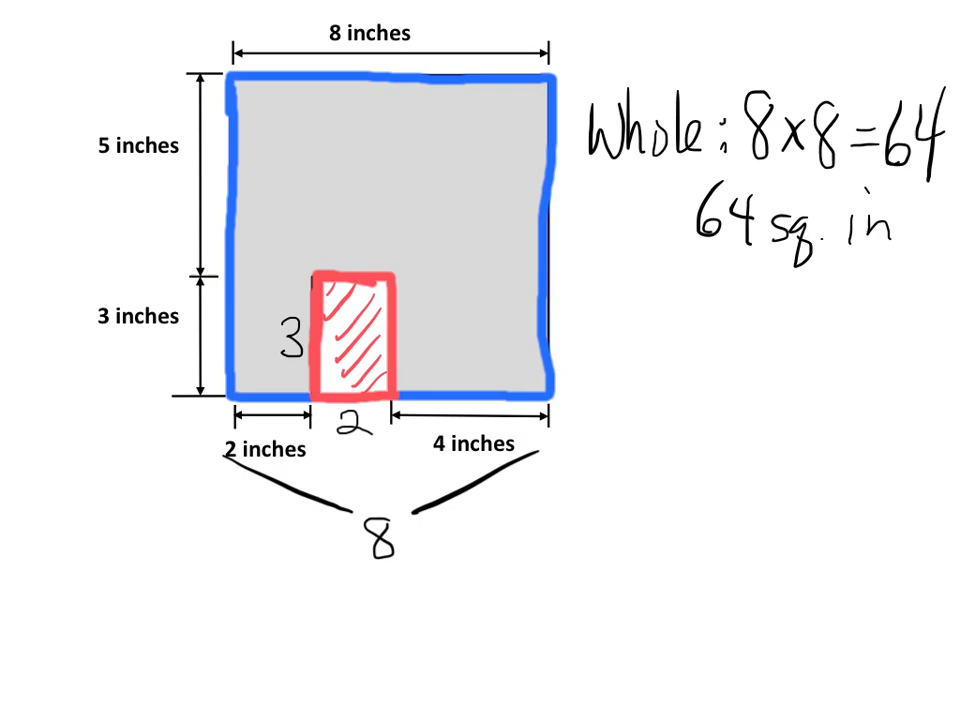 8 inches
Whole: 8x8=64
5 inches
64 sq. in
3 inches
3
2
2 inches
4 inches
8